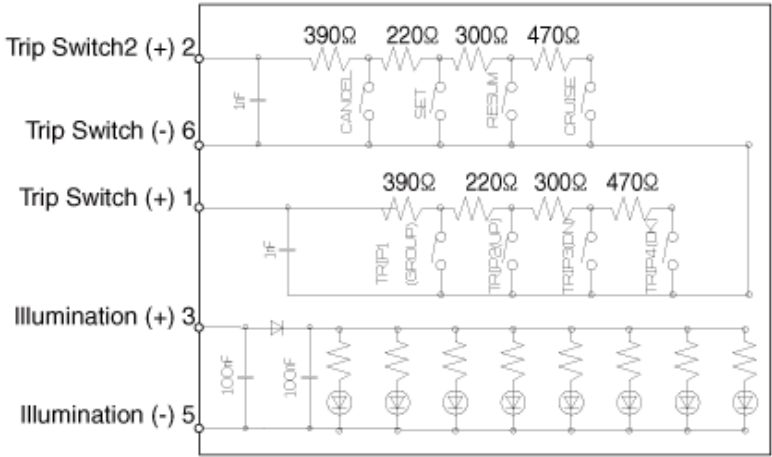 390Ω 220Ω 300Ω 470Ω
Trip Switch2 (+) 2
1nF
CANDEL
SET
RESUM
CRUISE
Trip Switch (-) 6
390Ω 220Ω 300Ω 470Ω
Trip Switch (+) 1
1nF
TRIP1
(GROUP)
TRIP2(UP)
TRIP3(DN)
TRIP4(OK)
Illumination (+) 3
100nF
100nF
Illumination (-) 5